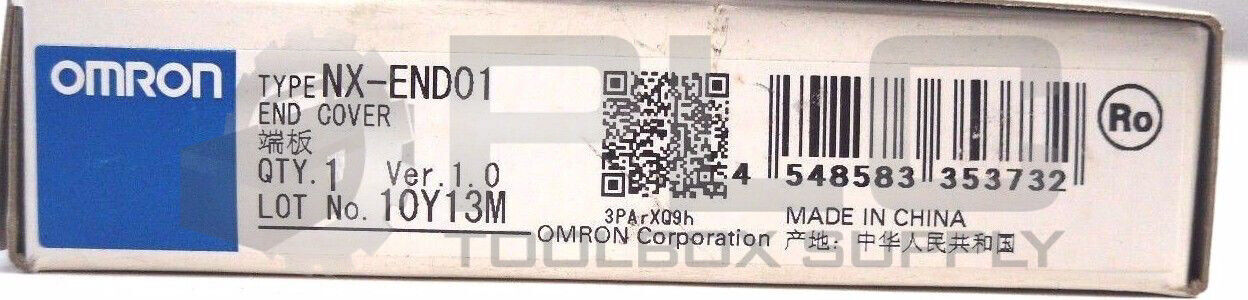 OMRON
TYPE NX-END01
END COVER
端板
QTY. 1 Ver.1.0
LOT No. 10Y13M
3PArXQ9h
OMRON Corporation
4 548583 353732
MADE IN CHINA
产地: 中华人民共和国
Ro
RLC
TOOLBOX SUPPLY